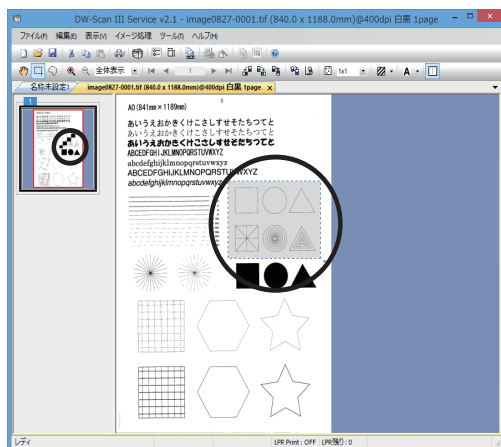 DW-Scan III Service v2.1 - image0827-0001.tif (840.0 x 1188.0mm)@400dpi 白黒 1page
ファイル(F) 編集(E) 表示(V) イメージ処理 ツール(T) ヘルプ(H)
全体表示 1 1x1 A
名称未設定1 image0827-0001.tif (840.0 x 1188.0mm)@400dpi 白黒 1page x
1
A0(841mm×1189mm)
あいうえおかきくけこさしすせそたちつてと
あいうえおかきくけこさしすせそたちつてと
あいうえおかきくけこさしすせそたちつてと
ABCDEFGHIJKLMNOPQRSTUVWXYZ
abcdefghijklmnopqrstuvwxyz
ABCDEFGHIJKLMNOPQRSTUVWXYZ
abcdefghijklmnopqrstuvwxyz
レディ LPR Print : OFF LPR残り : 0